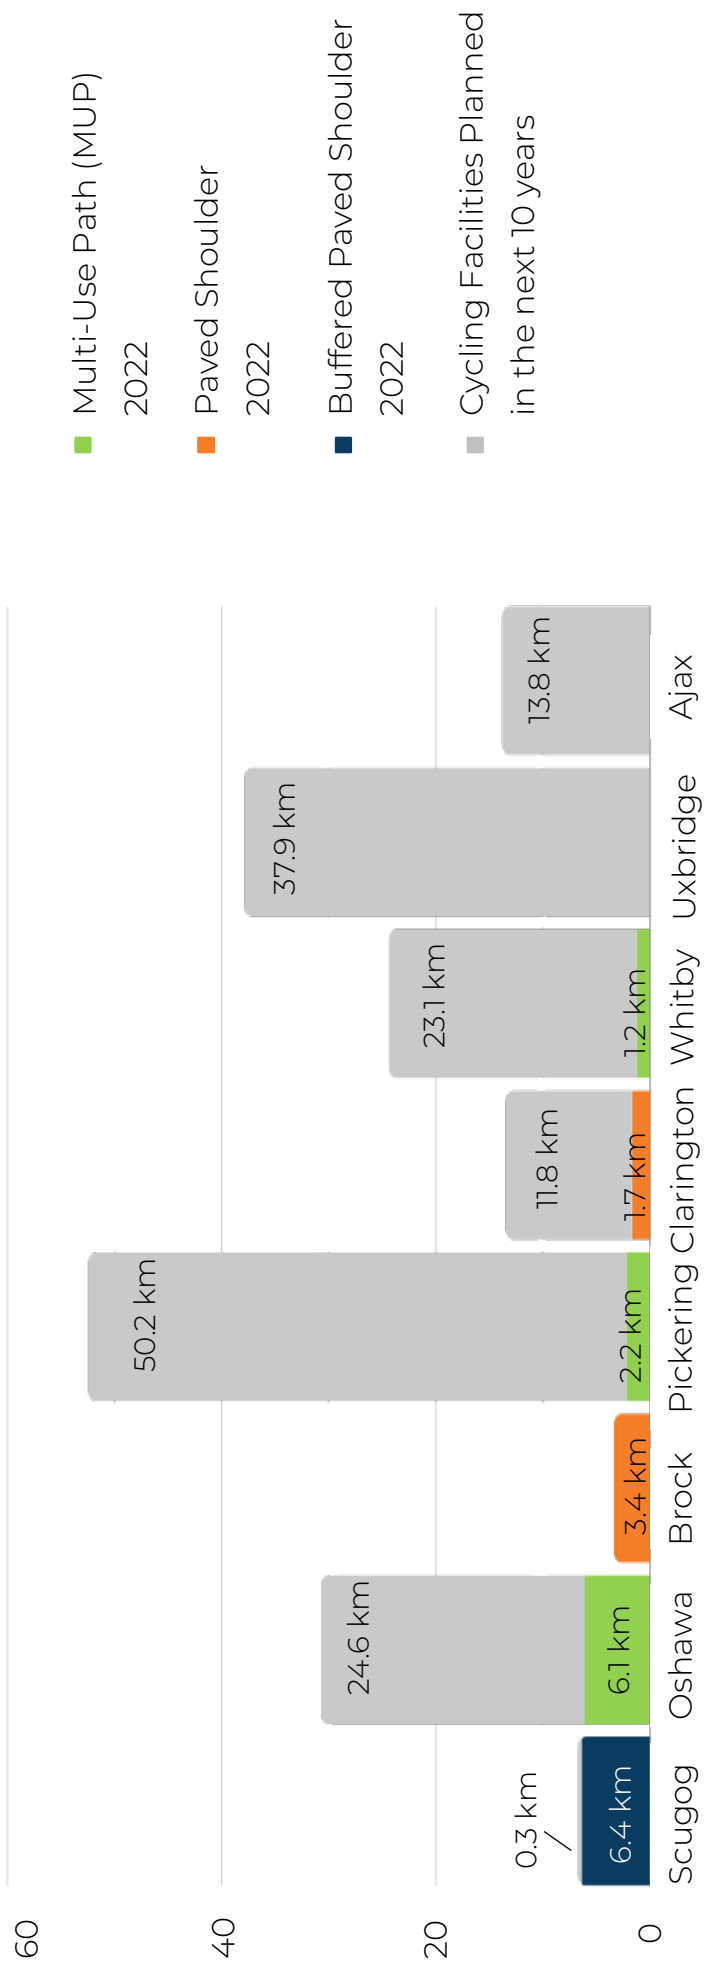 60
40
20
0
0.3 km
6.4 km
24.6 km
6.1 km
3.4 km
50.2 km
2.2 km
11.8 km
1.7 km
23.1 km
1.2 km
37.9 km
13.8 km
Scugog
Oshawa
Brock
Pickering
Clarington
Whitby
Uxbridge
Ajax
Multi-Use Path (MUP)
2022
Paved Shoulder
2022
Buffered Paved Shoulder
2022
Cycling Facilities Planned
in the next 10 years